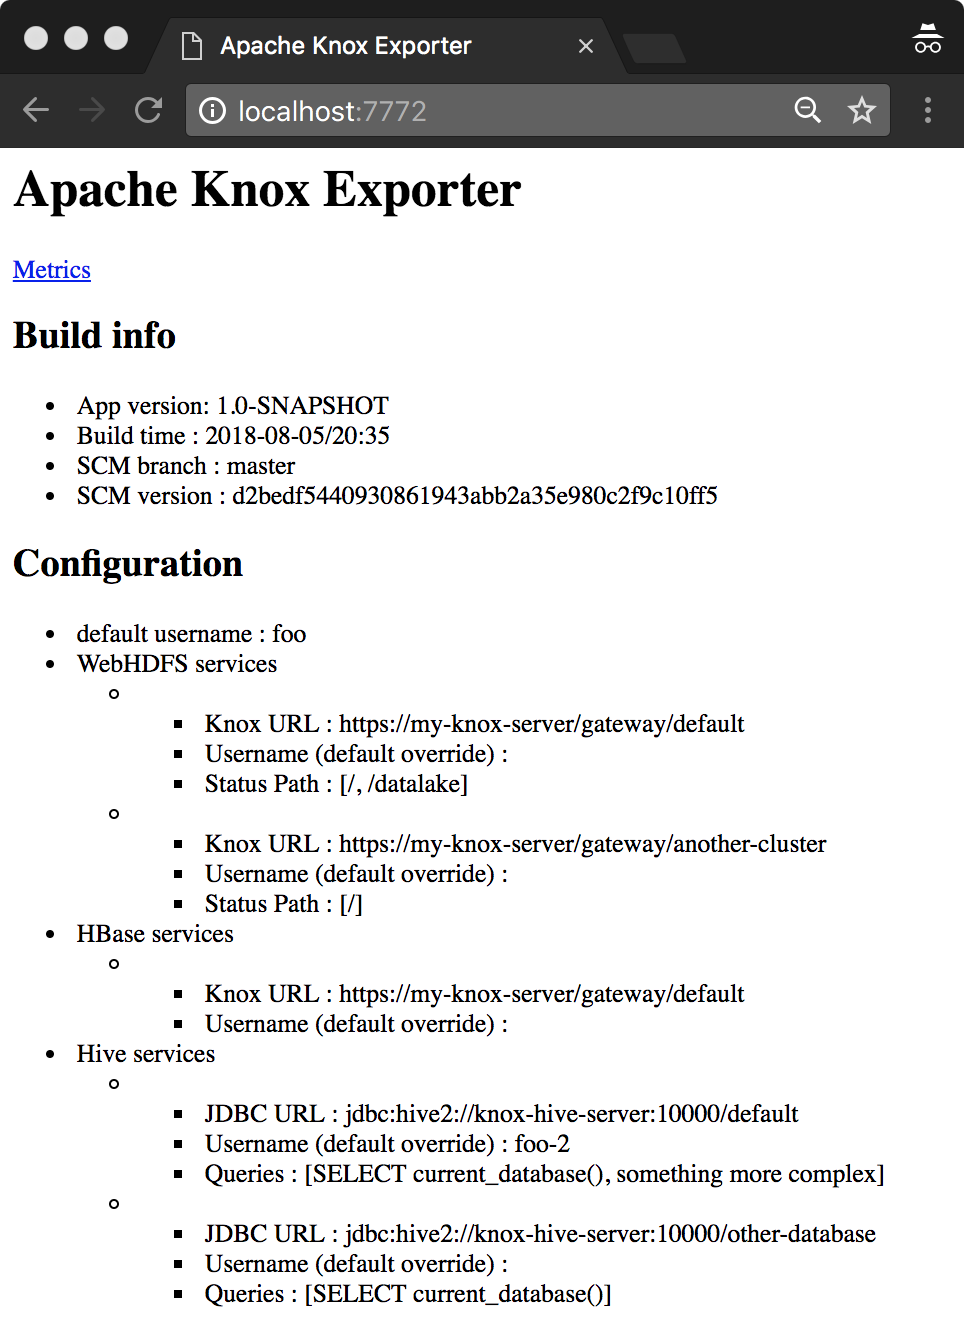 Apache Knox Exporter
localhost:7772
Apache Knox Exporter
Metrics
Build info
App version: 1.0-SNAPSHOT
Build time : 2018-08-05/20:35
SCM branch : master
SCM version : d2bedf5440930861943abb2a35e980c2f9c10ff5
Configuration
default username : foo
WebHDFS services
Knox URL : https://my-knox-server/gateway/default
Username (default override) :
Status Path : [/, /datalake]
Knox URL : https://my-knox-server/gateway/another-cluster
Username (default override) :
Status Path : [/]
HBase services
Knox URL : https://my-knox-server/gateway/default
Username (default override) :
Hive services
JDBC URL : jdbc:hive2://knox-hive-server:10000/default
Username (default override) : foo-2
Queries : [SELECT current_database(), something more complex]
JDBC URL : jdbc:hive2://knox-hive-server:10000/other-database
Username (default override) :
Queries : [SELECT current_database()]